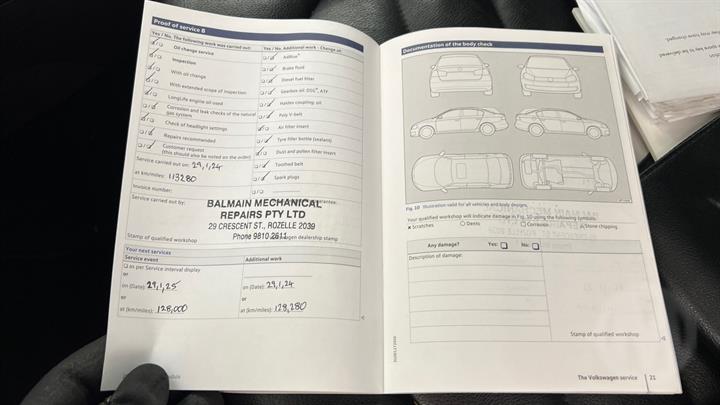 Proof of service 8
Yes / No, The following work was carried out:
Oil change service
Inspection
With oil change
With extended scope of inspection
LongLife engine oil used
Corrosion and leak checks of the natural gas system
Check of headlight settings
Repairs recommended
Customer request
(this should also be noted on the order)
Service carried out on: 29,1,24
at km/miles: 113280
Invoice number:
Service carried out by:
Stamp of qualified workshop
Yes / No, Additional work - Change of:
AdBlue®
Brake fluid
Diesel fuel filter
Gearbox oil: DSG®, ATF
Haldex coupling: oil
Poly V-belt
Air filter insert
Tyre filler bottle (sealant)
Dust and pollen filter insert
Toothed belt
Spark plugs
BALMAIN MECHANICAL
REPAIRS PTY LTD
29 CRESCENT ST., ROZELLE 2039
Phone 9810 2611
dealership stamp
Your next services
Service event
as per Service interval display
or
on (Date): 29,1,25
or
at (km/miles): 128,000
Additional work
on (Date): 29,1,24
or
at (km/miles): 128,280
Documentation of the body check
Fig. 10 Illustration valid for all vehicles and body designs.
Your qualified workshop will indicate damage in Fig. 10 using the following symbols:
x Scratches
O Dents
□ Corrosion
△ Stone chipping
Any damage? Yes: No:
Description of damage:
Stamp of qualified workshop
The Volkswagen service 21